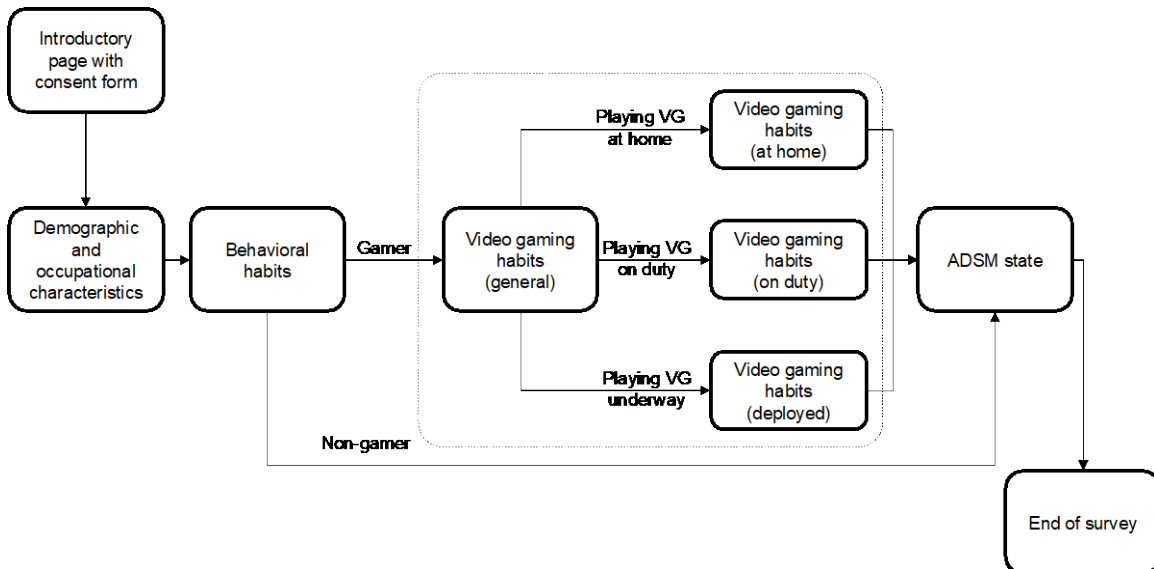 Introductory
page with
consent form
Demographic
and
occupational
characteristics
Behavioral
habits
Gamer
Non-gamer
Video gaming
habits
(general)
Playing VG
at home
Video gaming
habits
(at home)
Playing VG
on duty
Video gaming
habits
(on duty)
Playing VG
underway
Video gaming
habits
(deployed)
ADSM state
End of survey